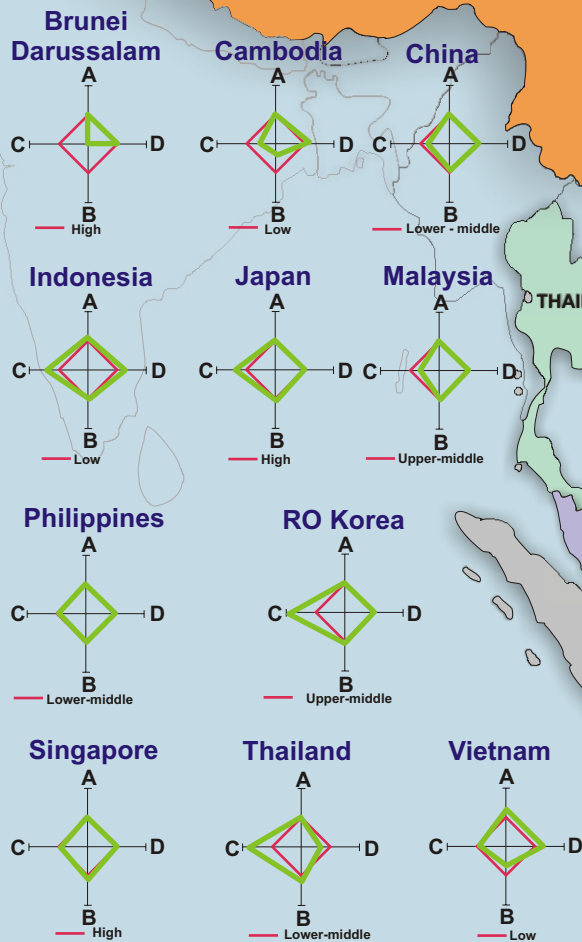 Brunei
Darussalam
A
C
D
B
High
Cambodia
A
C
D
B
Low
China
A
C
D
B
Lower - middle
Indonesia
A
C
D
B
Low
Japan
A
C
D
B
High
Malaysia
A
C
D
B
Upper-middle
THAI
Philippines
A
C
D
B
Lower-middle
RO Korea
A
C
D
B
Upper-middle
Singapore
A
C
D
B
High
Thailand
A
C
D
B
Lower-middle
Vietnam
A
C
D
B
Low